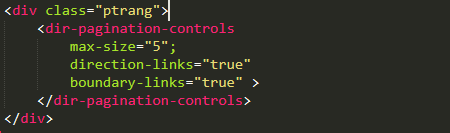 <div class="ptrang">
<dir-pagination-controls
max-size="5";
direction-links="true"
boundary-links="true" >
</dir-pagination-controls>
</div>